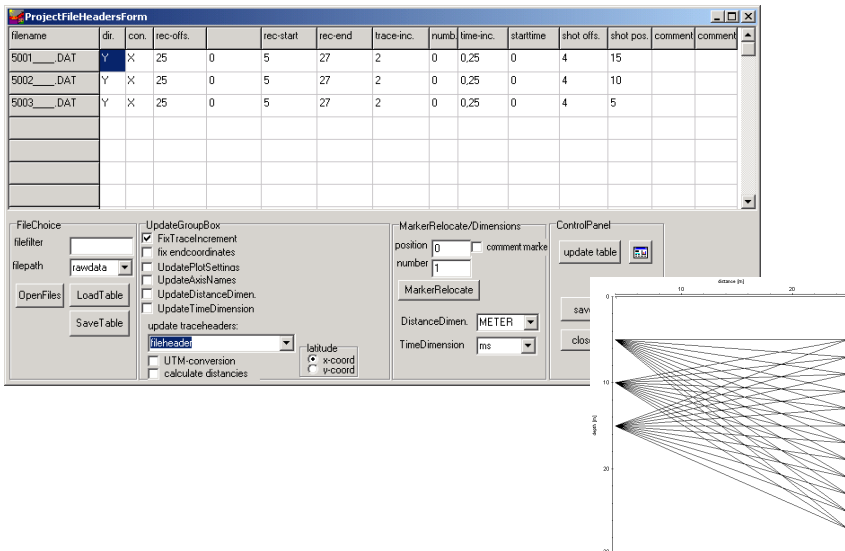 ProjectFileHeadersForm
filename dir. con. rec-offs. rec-start rec-end trace-inc. numb. time-inc. starttime shot offs. shot pos. comment comment
5001____.DAT Y X 25 0 5 27 2 0 0,25 0 4 15
5002____.DAT Y X 25 0 5 27 2 0 0,25 0 4 10
5003____.DAT Y X 25 0 5 27 2 0 0,25 0 4 5
FileChoice
filefilter
filepath rawdata
OpenFiles LoadTable
SaveTable
UpdateGroupBox
FixTraceIncrement
fix endcoordinates
UpdatePlotSettings
UpdateAxisNames
UpdateDistanceDimen.
UpdateTimeDimension
update traceheaders:
fileheader
UTM-conversion
calculate distancies
latitude
x-coord
y-coord
MarkerRelocate/Dimensions
position 0 comment marke
number 1
MarkerRelocate
DistanceDimen. METER
TimeDimension ms
ControlPanel
update table
sav
clos
distance [m]
10 20
0
10
20
depth [m]